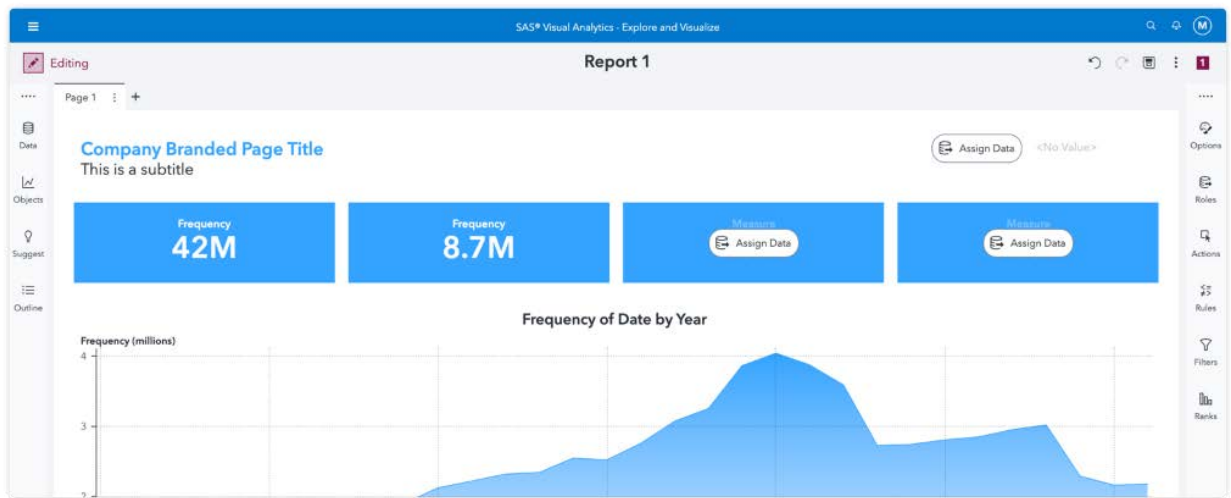 SAS® Visual Analytics - Explore and Visualize
M
Editing
Report 1
1
Page 1
Data
Objects
Suggest
Outline
Company Branded Page Title
This is a subtitle
Assign Data
<No Value>
Frequency
42M
Frequency
8.7M
Measure
Assign Data
Measure
Assign Data
Frequency of Date by Year
Frequency (millions)
4
3
2
Options
Roles
Actions
Rules
Filters
Ranks